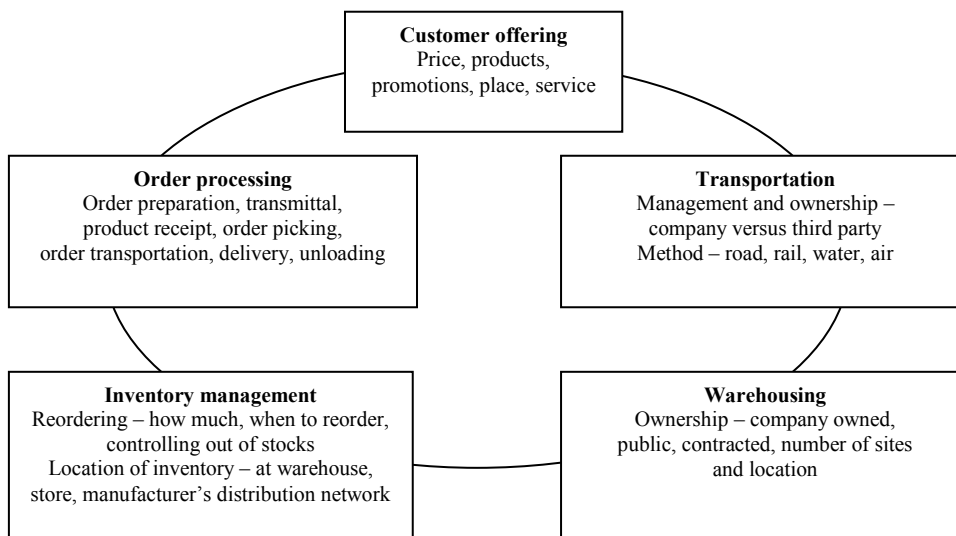 Customer offering
Price, products,
promotions, place, service
Order processing
Order preparation, transmittal,
product receipt, order picking,
order transportation, delivery, unloading
Transportation
Management and ownership –
company versus third party
Method – road, rail, water, air
Inventory management
Reordering – how much, when to reorder,
controlling out of stocks
Location of inventory – at warehouse,
store, manufacturer’s distribution network
Warehousing
Ownership – company owned,
public, contracted, number of sites
and location